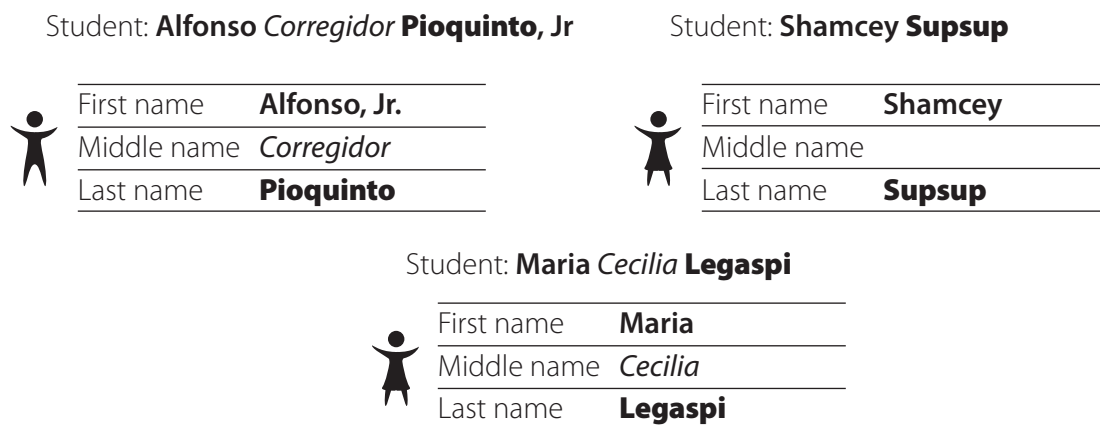 Student: Alfonso Corregidor Pioquinto, Jr
First name Alfonso, Jr.
Middle name Corregidor
Last name Pioquinto
Student: Shamcey Supsup
First name Shamcey
Middle name
Last name Supsup
Student: Maria Cecilia Legaspi
First name Maria
Middle name Cecilia
Last name Legaspi